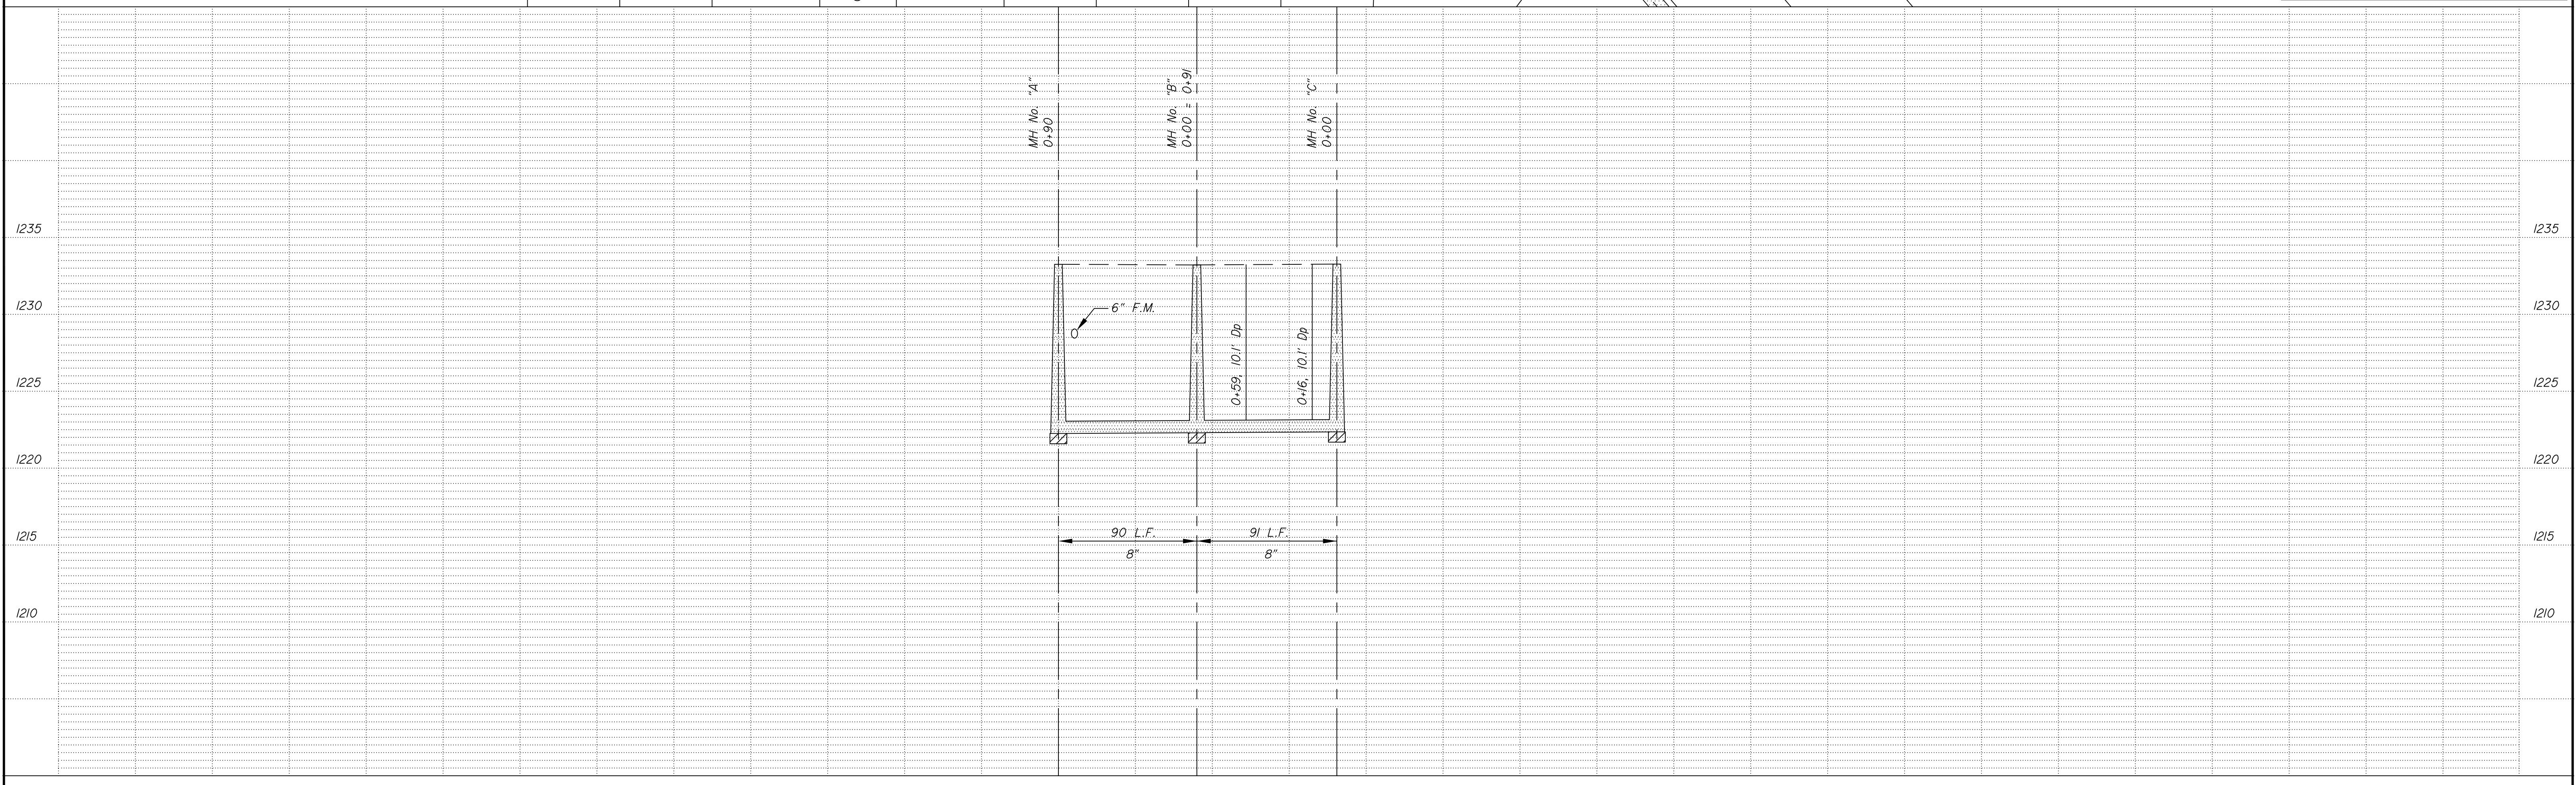 MH No. "A"
0+90
MH No. "B"
0+00 = 0+91
MH No. "C"
0+00
1235
1235
1230
6" F.M.
1230
0+59, 10.1' Dp
0+16, 10.1' Dp
1225
1225
1220
1220
1215
90 L.F.
91 L.F.
1215
8"
8"
1210
1210